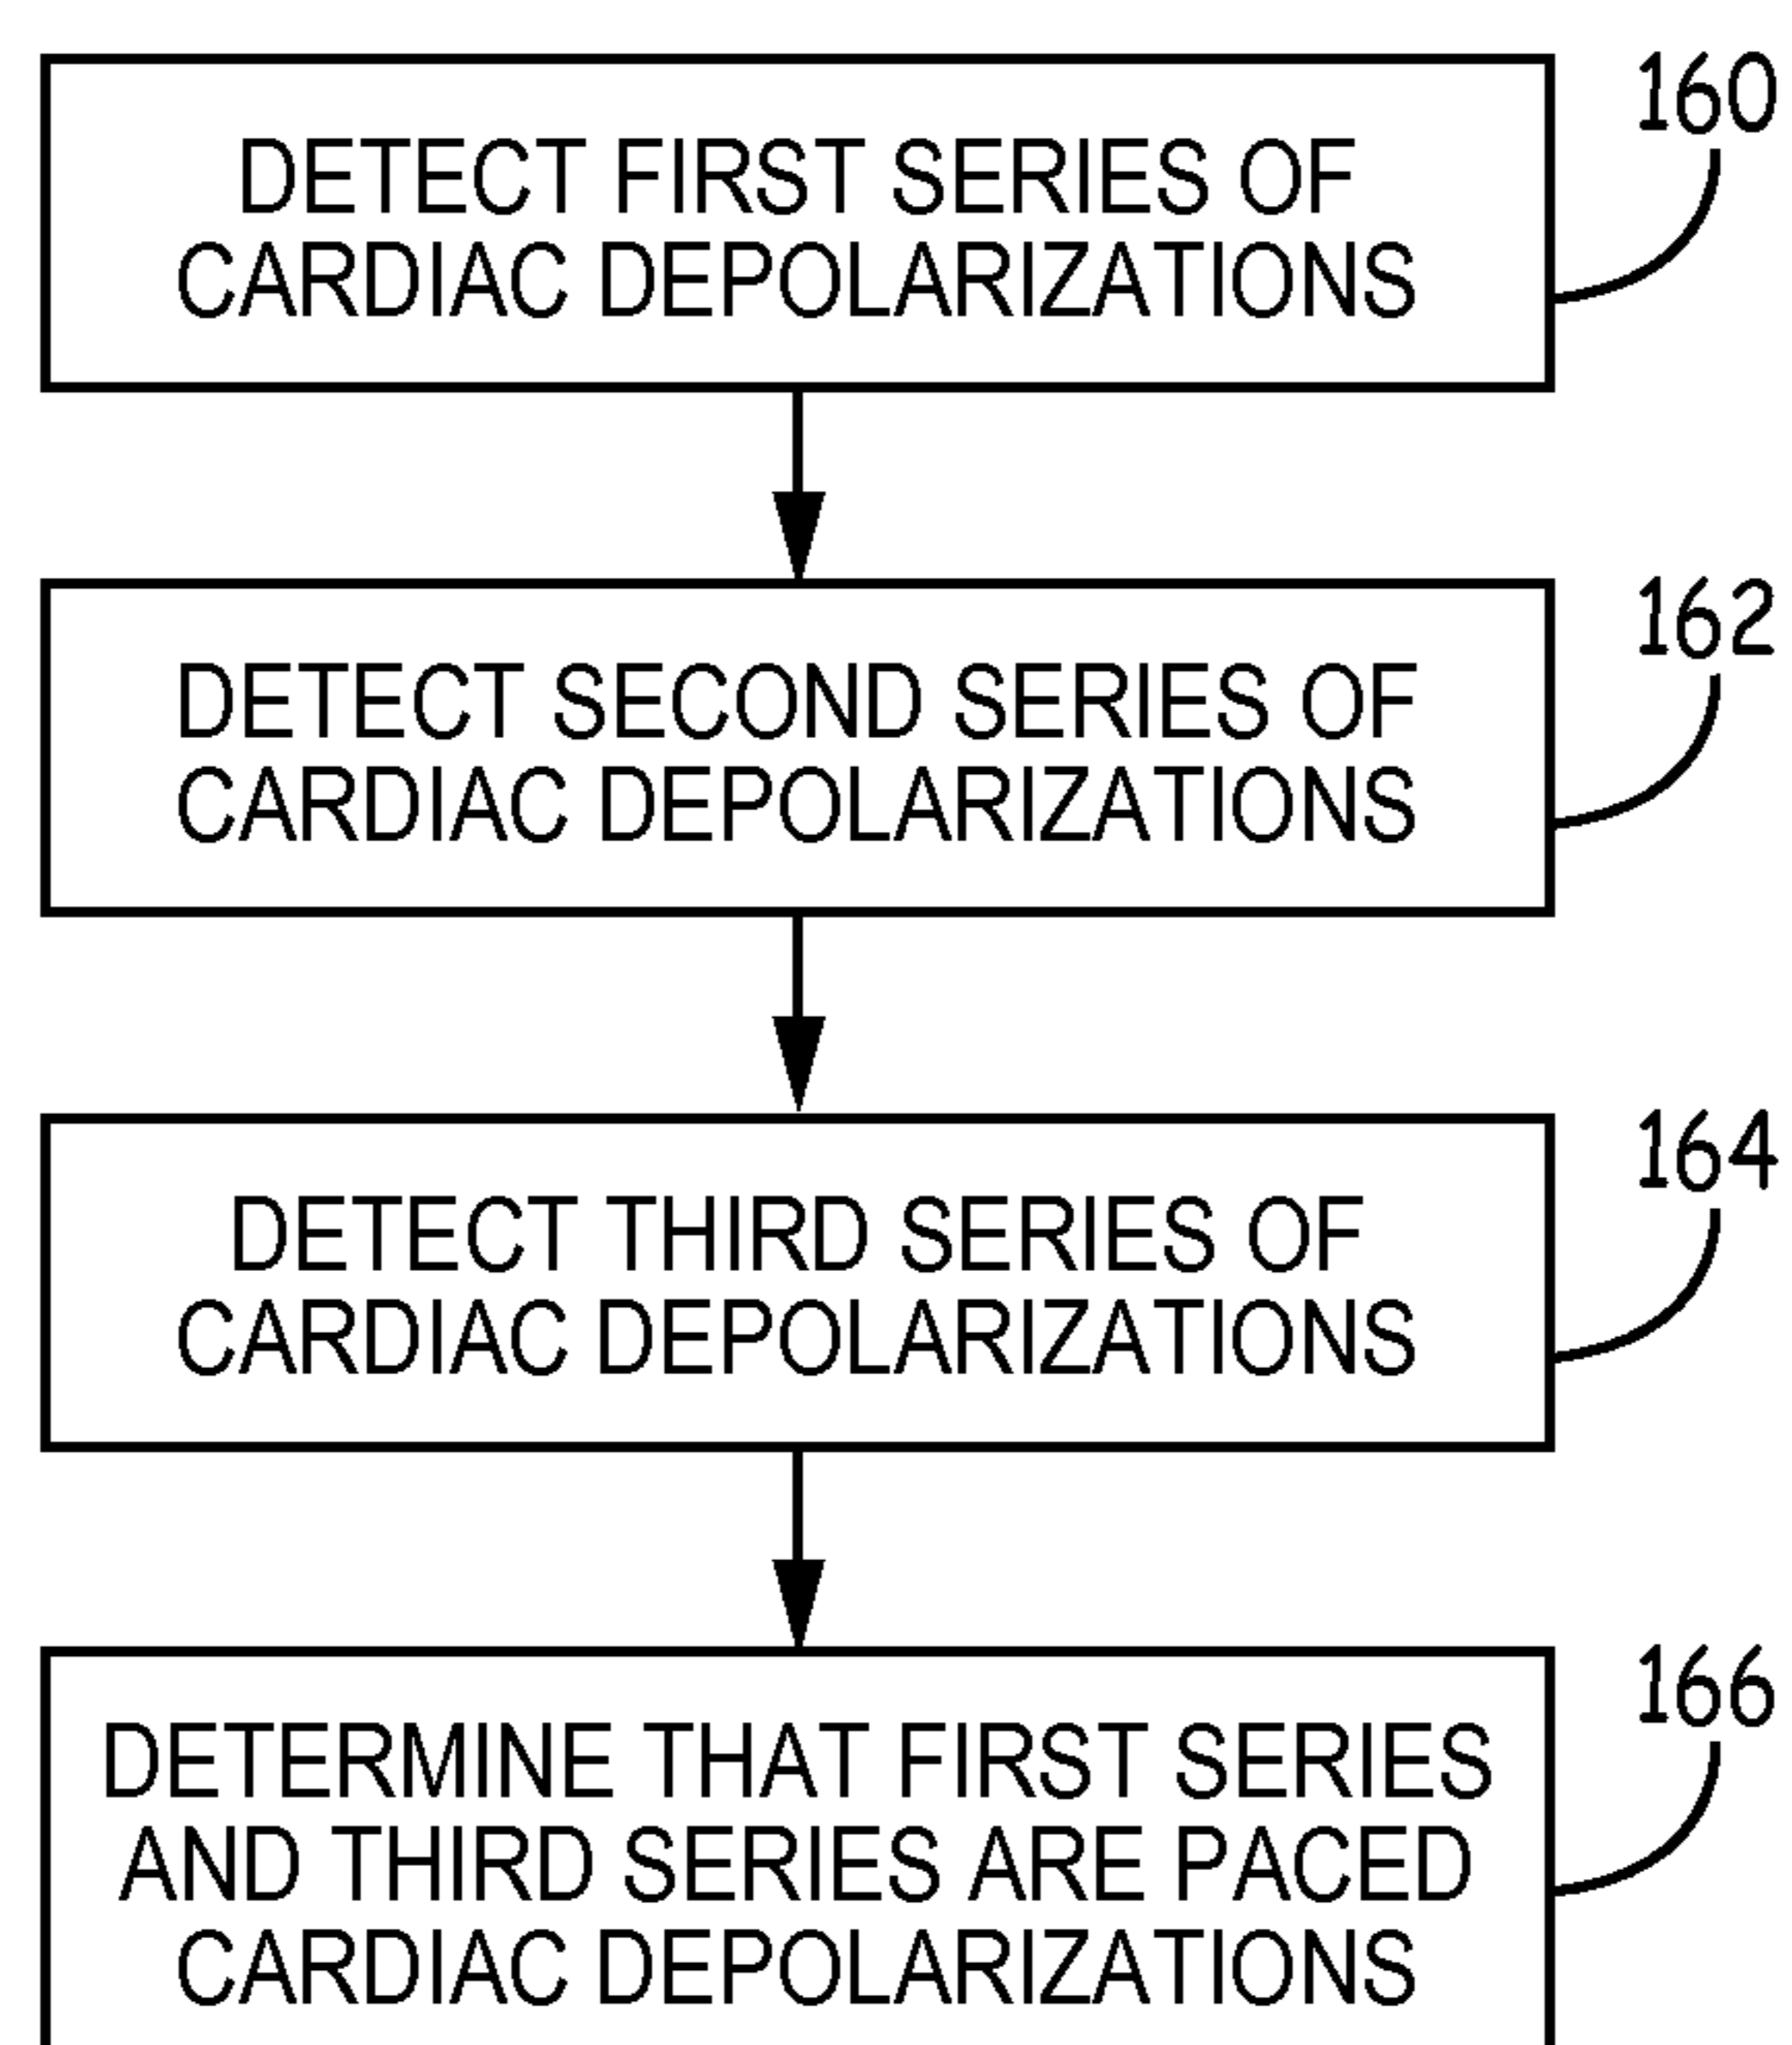 160
DETECT FIRST SERIES OF
CARDIAC DEPOLARIZATIONS
162
DETECT SECOND SERIES OF
CARDIAC DEPOLARIZATIONS
164
DETECT THIRD SERIES OF
CARDIAC DEPOLARIZATIONS
166
DETERMINE THAT FIRST SERIES
AND THIRD SERIES ARE PACED
CARDIAC DEPOLARIZATIONS